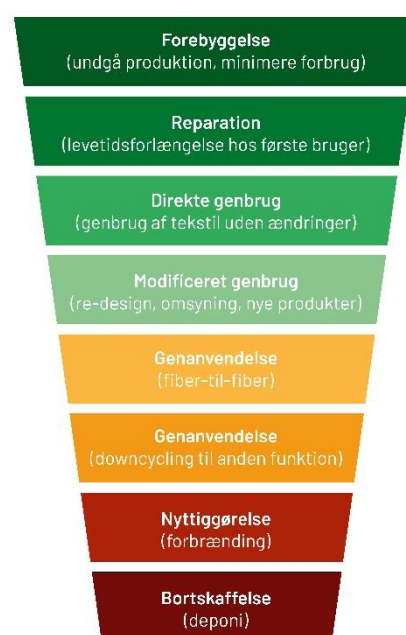 Forebyggelse
(undgå produktion, minimere forbrug)
Reparation
(levetidsforlængelse hos første bruger)
Direkte genbrug
(genbrug af tekstil uden ændringer)
Modificeret genbrug
(re-design, omsyning, nye produkter)
Genanvendelse
(fiber-til-fiber)
Genanvendelse
(downcycling til anden funktion)
Nyttiggørelse
(forbrænding)
Bortskaffelse
(deponi)